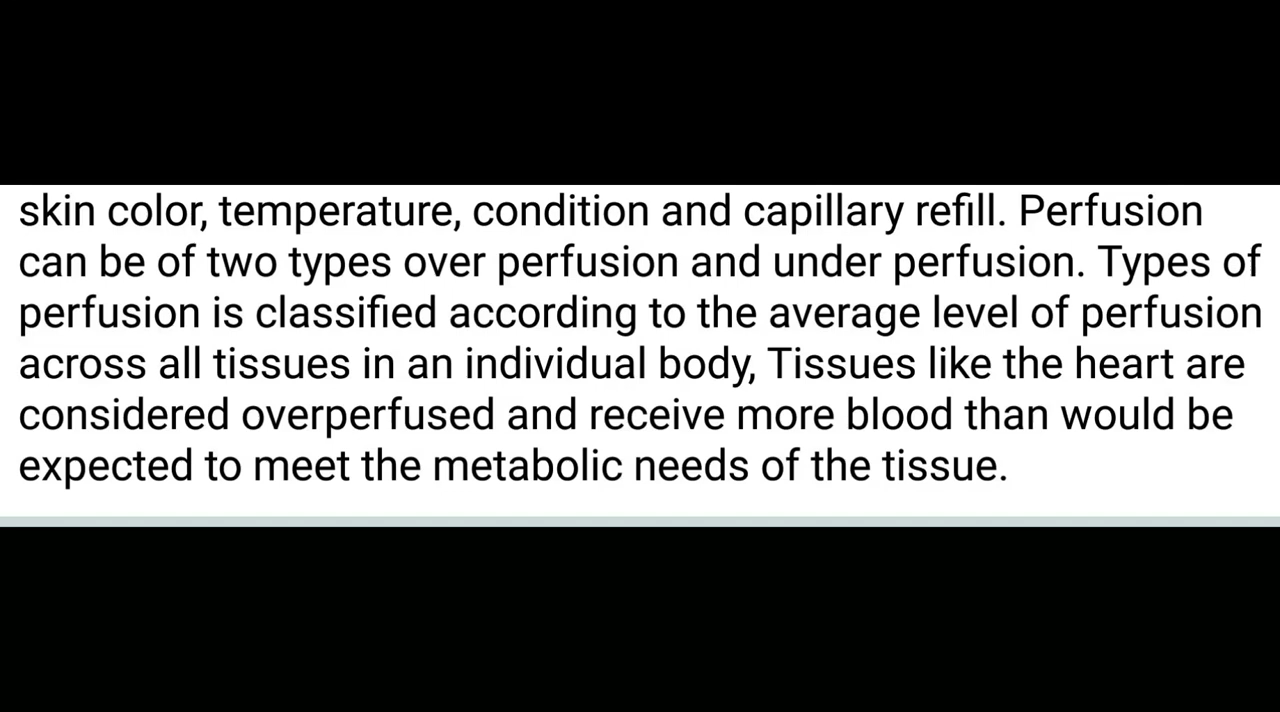 skin color, temperature, condition and capillary refill. Perfusion
can be of two types over perfusion and under perfusion. Types of
perfusion is classified according to the average level of perfusion
across all tissues in an individual body, Tissues like the heart are
considered overperfused and receive more blood than would be
expected to meet the metabolic needs of the tissue.